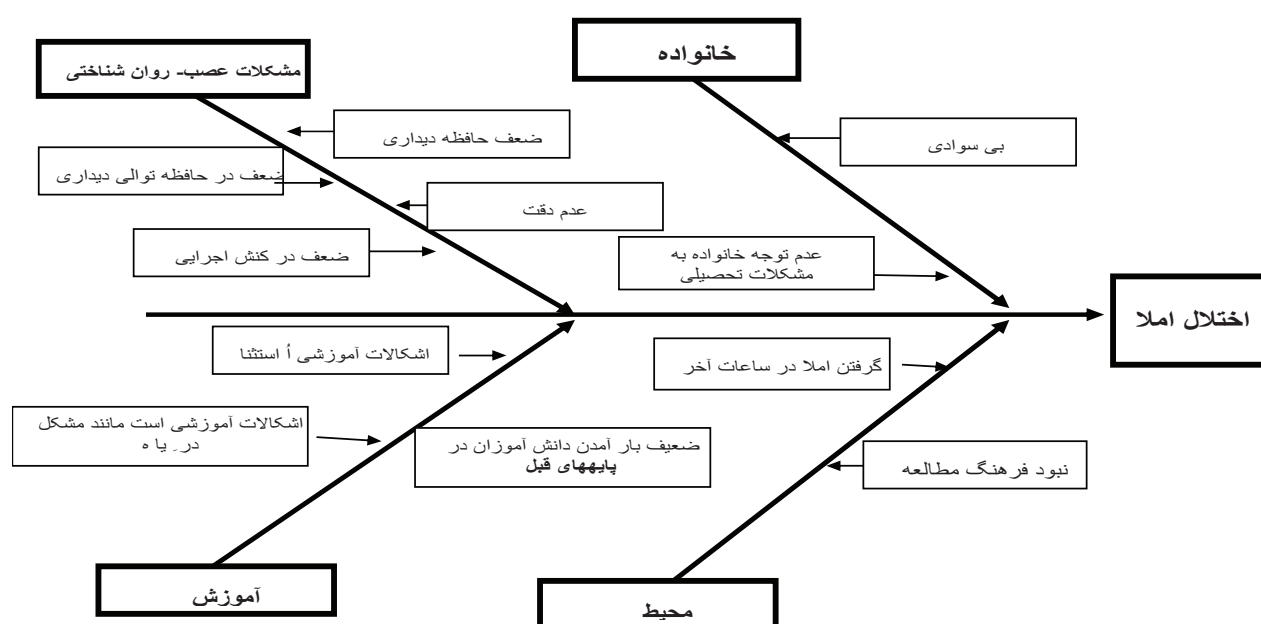 خانواده
مشکلات عصب- روان شناختی
ضعف حافظه دیداری
بی سوادی
ضعف در حافظه توالی دیداری
عدم دقت
ضعف در کنش اجرایی
عدم توجه خانواده به
مشکلات تحصیلی
اختلال املا
اشکالات آموزشی أ استثنا
گرفتن املا در ساعات آخر
اشکالات آموزشی است مانند مشکل
در ِ یا ه
ضعیف بار آمدن دانش آموزان در
پایههای قبل
نبود فرهنگ مطالعه
آموزش
محیط